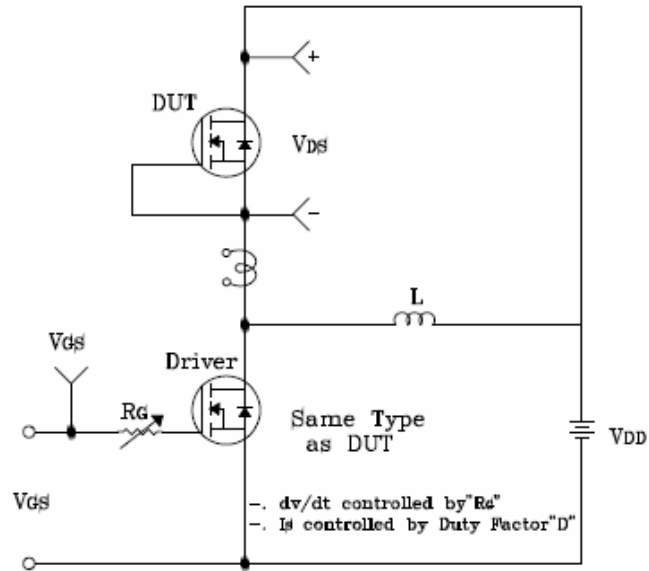 +
DUT
VDS
−
L
VGS
Driver
RG
Same Type
as DUT
VDD
VGS
-. dv/dt controlled by"RG"
-. Is controlled by Duty Factor"D"